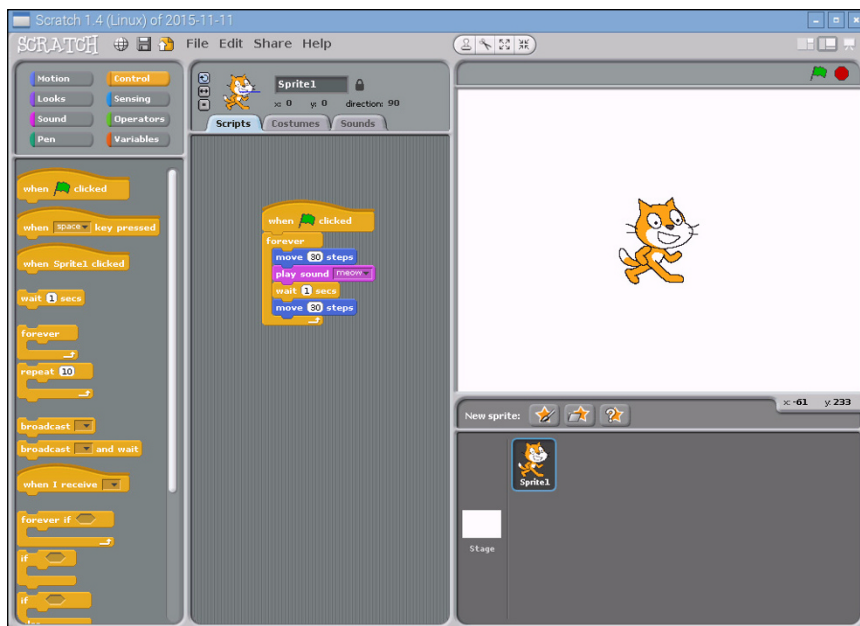 Scratch 1.4 (Linux) of 2015-11-11
SCRATCH File Edit Share Help
Motion Control
Looks Sensing
Sound Operators
Pen Variables
when clicked
when space key pressed
when Sprite1 clicked
wait 1 secs
forever
repeat 10
broadcast
broadcast and wait
when I receive
forever if
if
if
Sprite1
x: 0 y: 0 direction: 90
Scripts Costumes Sounds
when clicked
forever
move 30 steps
play sound meow
wait 1 secs
move 30 steps
x: -61 y: 233
New sprite:
Sprite1
Stage